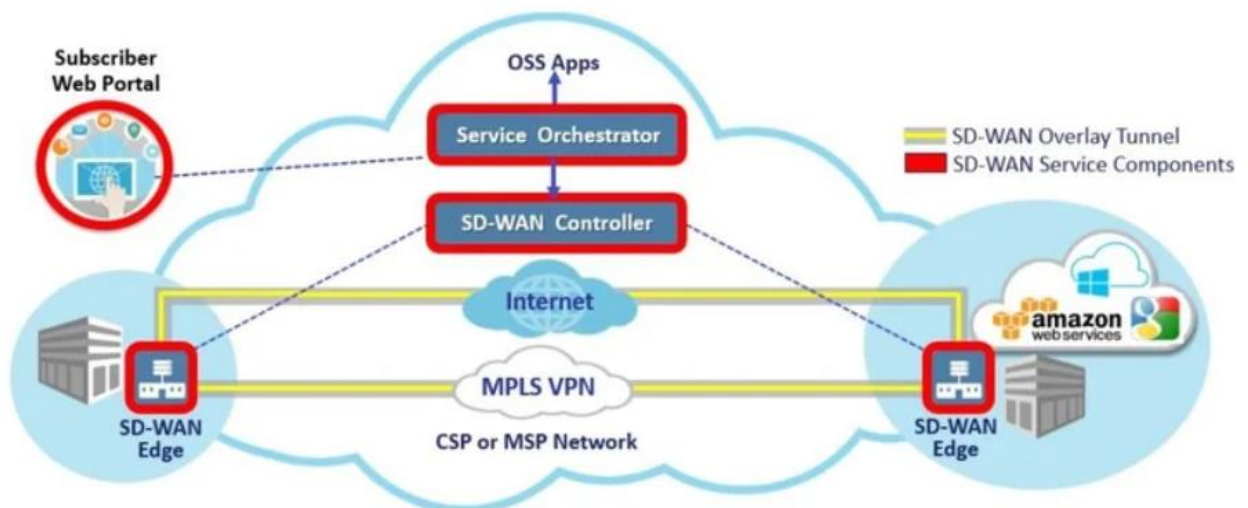 Subscriber
Web Portal
OSS Apps
Service Orchestrator
SD-WAN Overlay Tunnel
SD-WAN Service Components
SD-WAN Controller
Internet
amazon
web services
MPLS VPN
SD-WAN
Edge
CSP or MSP Network
SD-WAN
Edge